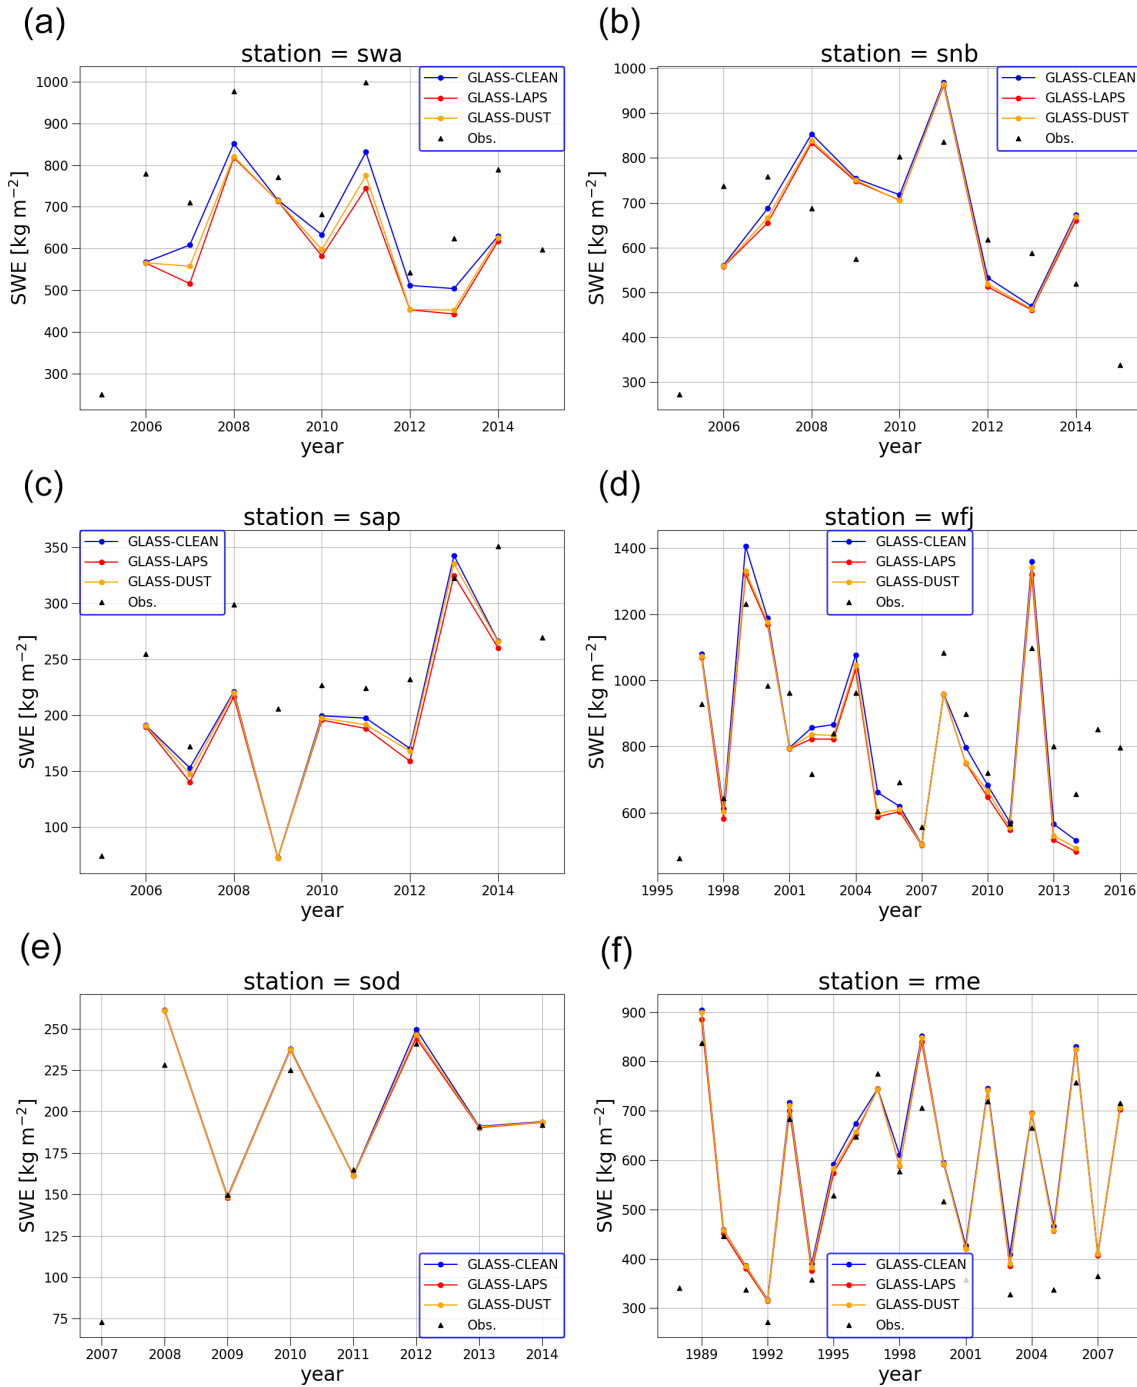 (a)
station = swa
SWE [kg m⁻²]
1000
900
800
700
600
500
400
300
2006 2008 2010 2012 2014
year
GLASS-CLEAN
GLASS-LAPS
GLASS-DUST
Obs.
(b)
station = snb
SWE [kg m⁻²]
1000
900
800
700
600
500
400
300
2006 2008 2010 2012 2014
year
GLASS-CLEAN
GLASS-LAPS
GLASS-DUST
Obs.
(c)
station = sap
SWE [kg m⁻²]
350
300
250
200
150
100
2006 2008 2010 2012 2014
year
GLASS-CLEAN
GLASS-LAPS
GLASS-DUST
Obs.
(d)
station = wfj
SWE [kg m⁻²]
1400
1200
1000
800
600
1995 1998 2001 2004 2007 2010 2013 2016
year
GLASS-CLEAN
GLASS-LAPS
GLASS-DUST
Obs.
(e)
station = sod
SWE [kg m⁻²]
250
225
200
175
150
125
100
75
2007 2008 2009 2010 2011 2012 2013 2014
year
GLASS-CLEAN
GLASS-LAPS
GLASS-DUST
Obs.
(f)
station = rme
SWE [kg m⁻²]
900
800
700
600
500
400
300
1989 1992 1995 1998 2001 2004 2007
year
GLASS-CLEAN
GLASS-LAPS
GLASS-DUST
Obs.